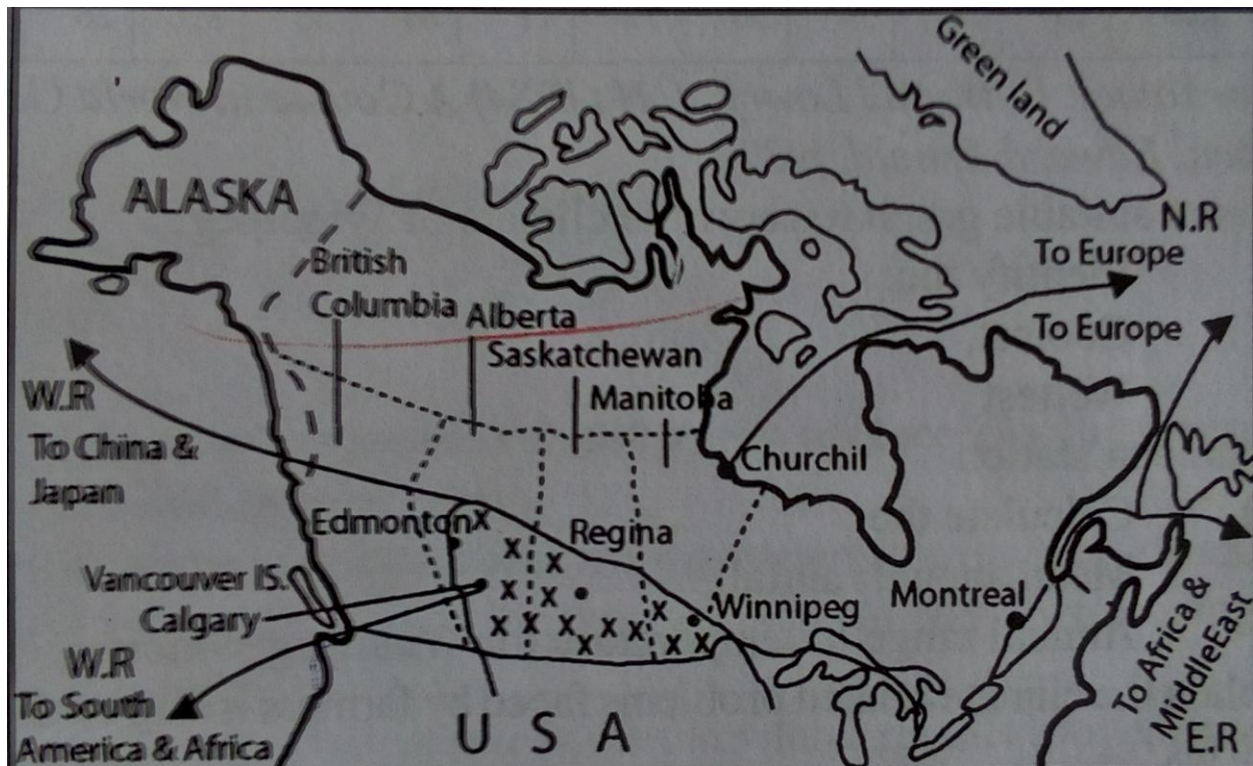 Green land
ALASKA
N.R
To Europe
British
Columbia
Alberta
To Europe
Saskatchewan
W.R
Manitoba
To China &
Japan
Churchil
Edmonton
Regina
Vancouver IS.
Calgary
Winnipeg
Montreal
W.R
To South
America & Africa
U S A
To Africa &
MiddleEast
E.R